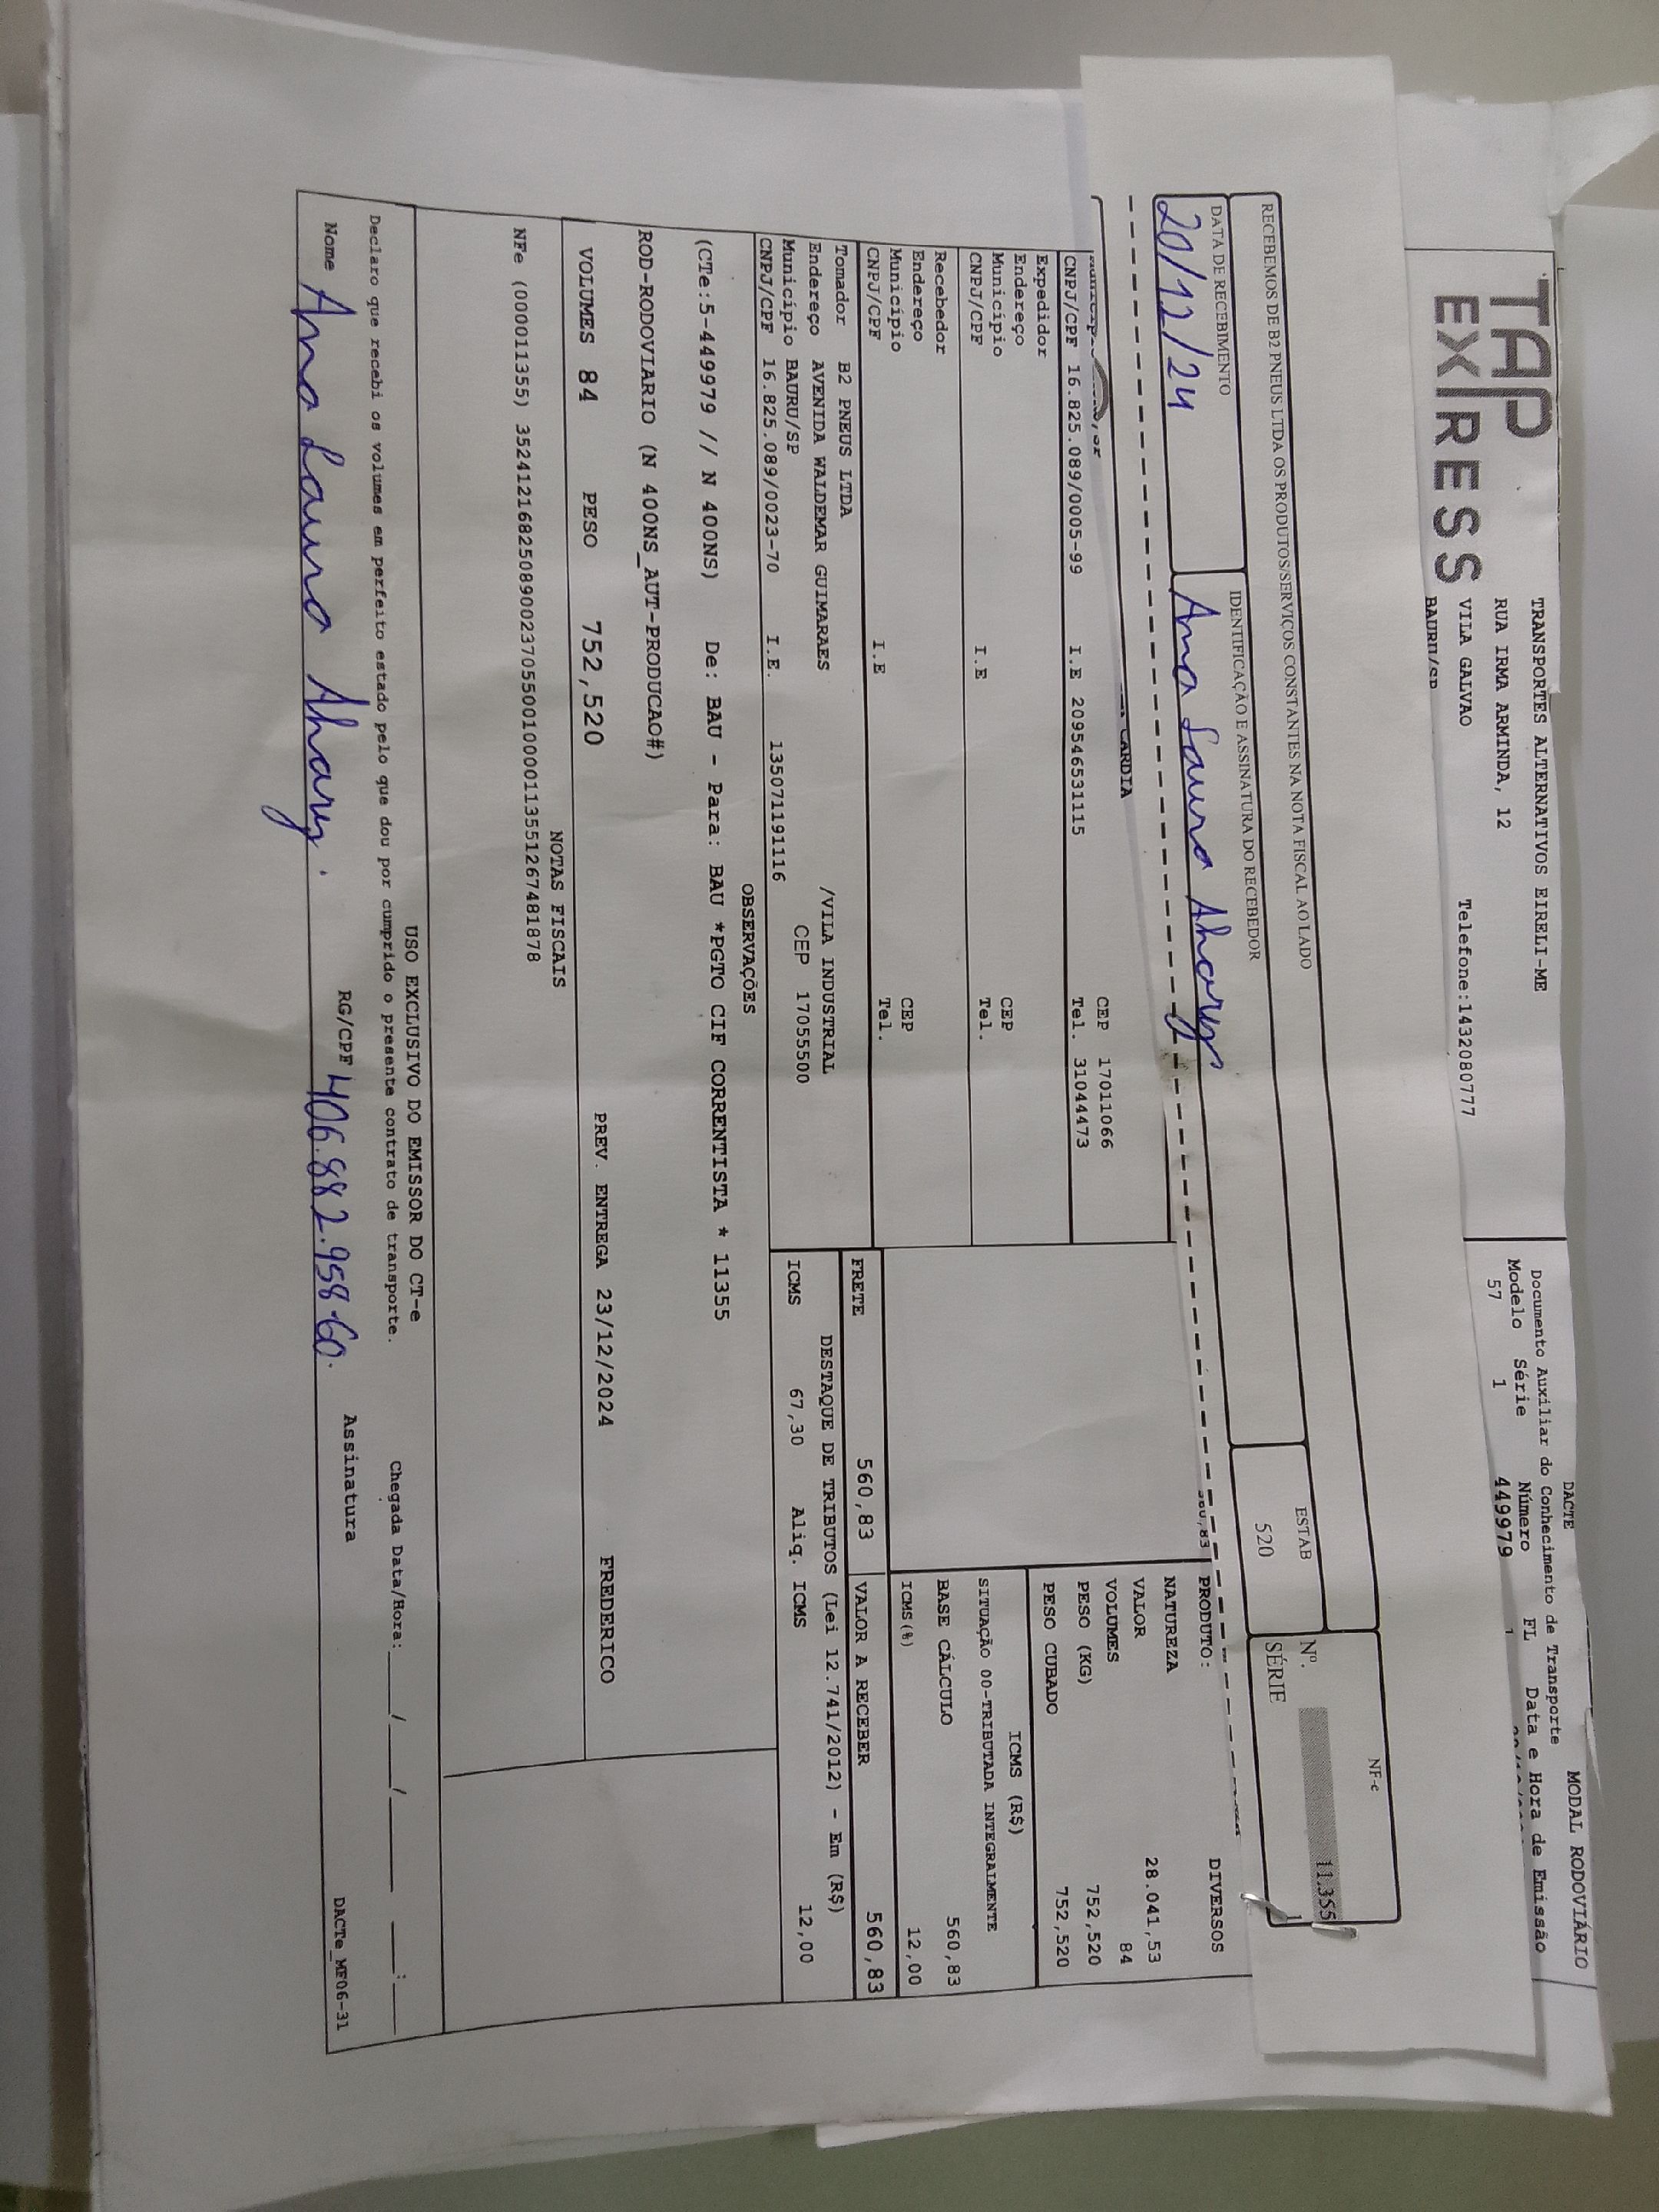 TAP
EXPRESS
TRANSPORTES ALTERNATIVOS EIRELI-ME
RUA IRMA ARMINDA, 12
VILA GALVAO Telefone:1432080777
BAURU/SP
DACTE
MODAL RODOVIÁRIO
Documento Auxiliar do Conhecimento de Transporte
Modelo Série Número FL Data e Hora de Emissão
57 1 449979 1
RECEBEMOS DE B2 PNEUS LTDA OS PRODUTOS/SERVIÇOS CONSTANTES NA NOTA FISCAL AO LADO
NF-e
DATA DE RECEBIMENTO
IDENTIFICAÇÃO E ASSINATURA DO RECEBEDOR
ESTAB
520
Nº. 11.355
SÉRIE 1
20/12/24
Ana Laura
CARDIA
CEP 17011066
CNPJ/CPF 16.825.089/0005-99 I.E 209546531115 Tel. 31044473
Expedidor
Endereço
Município CEP
CNPJ/CPF I.E Tel.
Recebedor
Endereço
Município CEP
CNPJ/CPF I.E Tel.
PRODUTO: DIVERSOS
NATUREZA
VALOR 28.041,53
VOLUMES 84
PESO (KG) 752,520
PESO CUBADO 752,520
ICMS (R$)
SITUAÇÃO 00-TRIBUTADA INTEGRALMENTE
BASE CÁLCULO 560,83
ICMS(%) 12,00
Tomador B2 PNEUS LTDA
Endereço AVENIDA WALDEMAR GUIMARAES /VILA INDUSTRIAL
Município BAURU/SP CEP 17055500
CNPJ/CPF 16.825.089/0023-70 I.E. 135071191116
FRETE 560,83 VALOR A RECEBER 560,83
DESTAQUE DE TRIBUTOS (Lei 12.741/2012) - Em (R$)
ICMS 67,30 Aliq. ICMS 12,00
OBSERVAÇÕES
(CTe:5-449979 // N 400NS) De: BAU - Para: BAU *PGTO CIF CORRENTISTA * 11355
ROD-RODOVIARIO (N 400NS_AUT-PRODUCAO#)
VOLUMES 84 PESO 752,520 PREV. ENTREGA 23/12/2024 FREDERICO
NOTAS FISCAIS
NFe (000011355) 35241216825089002370550010000113551267481878
USO EXCLUSIVO DO EMISSOR DO CT-e
Declaro que recebi os volumes em perfeito estado pelo que dou por cumprido o presente contrato de transporte.
Chegada Data/Hora: ___/___/____ __:__
Nome Ana Laura RG/CPF 406.882.958-60. Assinatura
DACTe_MF06-31